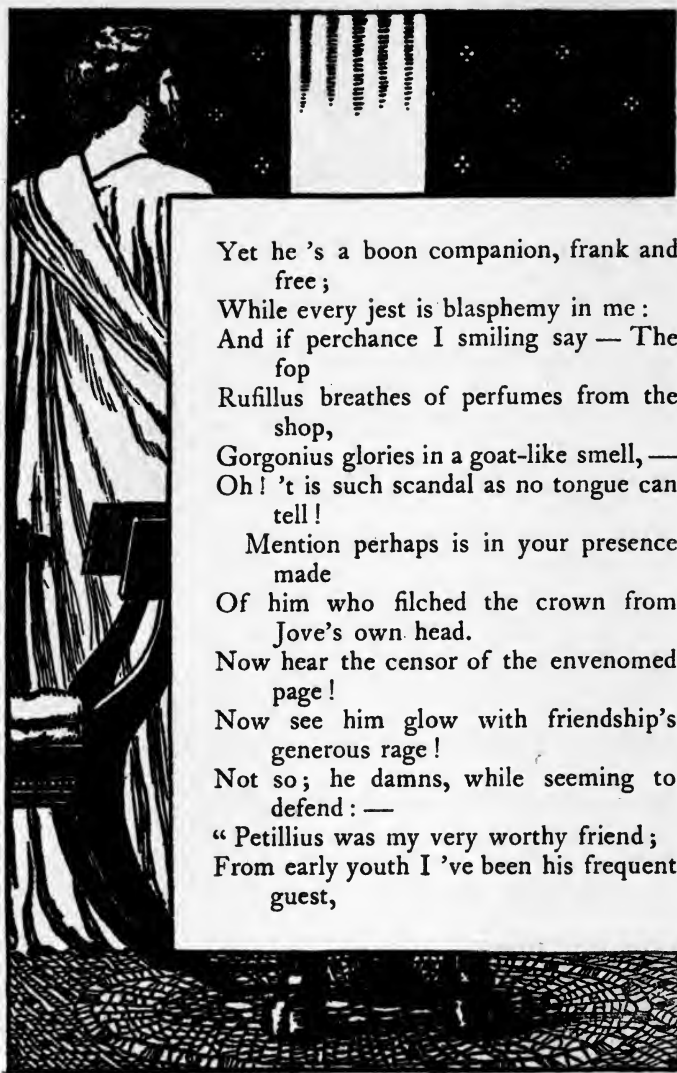 Yet he 's a boon companion, frank and
free ;
While every jest is blasphemy in me :
And if perchance I smiling say — The
fop
Rufillus breathes of perfumes from the
shop,
Gorgonius glories in a goat-like smell, —
Oh ! 't is such scandal as no tongue can
tell !
Mention perhaps is in your presence
made
Of him who filched the crown from
Jove's own head.
Now hear the censor of the envenomed
page !
Now see him glow with friendship's
generous rage !
Not so ; he damns, while seeming to
defend : —
“ Petillius was my very worthy friend ;
From early youth I 've been his frequent
guest,